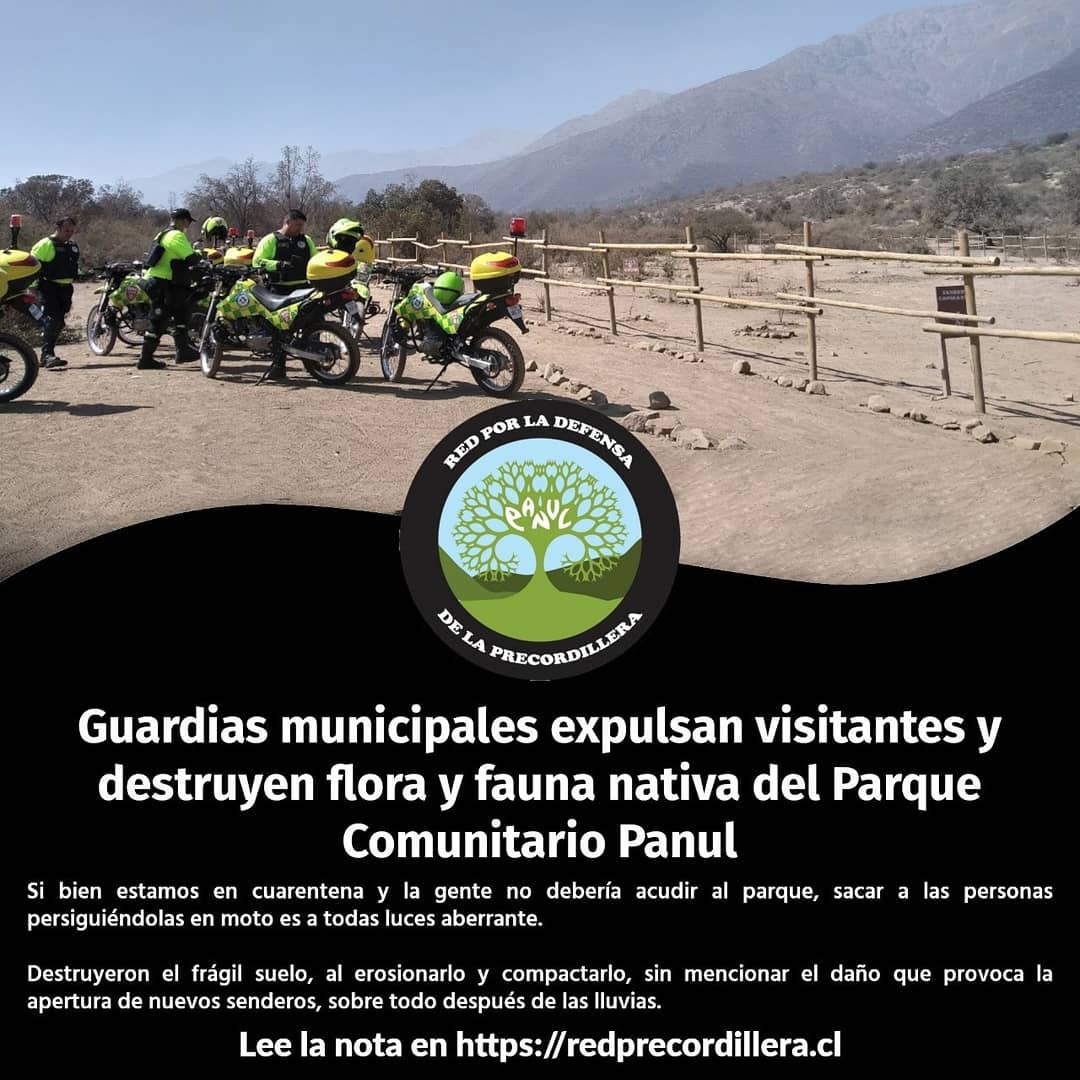 RED POR LA DEFENSA
PANUL
DE LA PRECORDILLERA
Guardias municipales expulsan visitantes y
destruyen flora y fauna nativa del Parque
Comunitario Panul
Si bien estamos en cuarentena y la gente no debería acudir al parque, sacar a las personas
persiguiéndolas en moto es a todas luces aberrante.
Destruyeron el frágil suelo, al erosionarlo y compactarlo, sin mencionar el daño que provoca la
apertura de nuevos senderos, sobre todo después de las lluvias.
Lee la nota en https://redprecordillera.cl